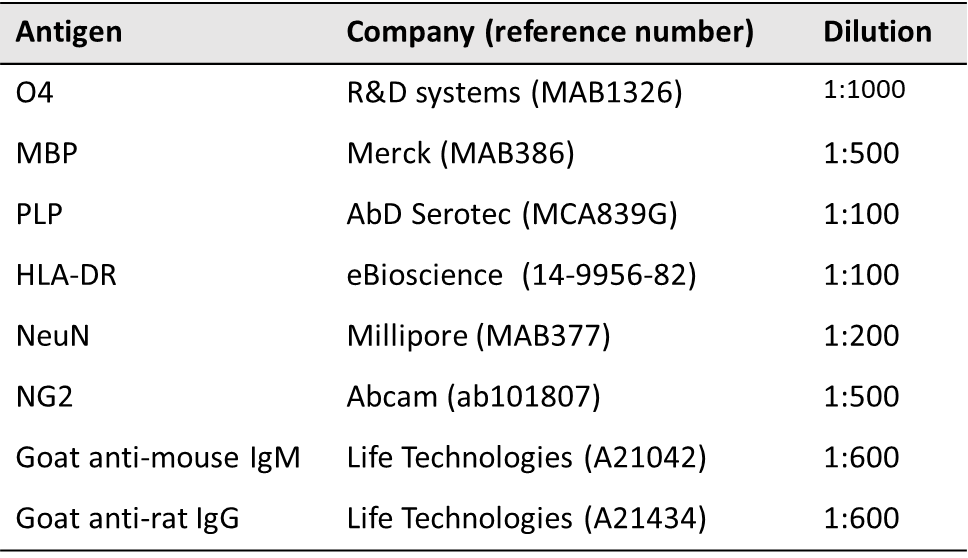 Antigen Company (reference number) Dilution
O4 R&D systems (MAB1326) 1:1000
MBP Merck (MAB386) 1:500
PLP AbD Serotec (MCA839G) 1:100
HLA-DR eBioscience (14-9956-82) 1:100
NeuN Millipore (MAB377) 1:200
NG2 Abcam (ab101807) 1:500
Goat anti-mouse IgM Life Technologies (A21042) 1:600
Goat anti-rat IgG Life Technologies (A21434) 1:600